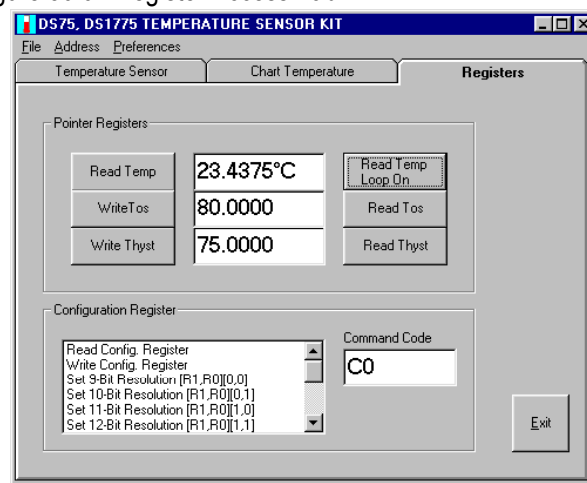 DS75, DS1775 TEMPERATURE SENSOR KIT
File Address Preferences
Temperature Sensor Chart Temperature Registers
Pointer Registers
Read Temp 23.4375°C Read Temp Loop On
WriteTos 80.0000 Read Tos
Write Thyst 75.0000 Read Thyst
Configuration Register
Command Code
Read Config. Register
Write Config. Register
Set 9-Bit Resolution [R1,R0][0,0]
Set 10-Bit Resolution [R1,R0][0,1]
Set 11-Bit Resolution [R1,R0][1,0]
Set 12-Bit Resolution [R1,R0][1,1]
C0
Exit